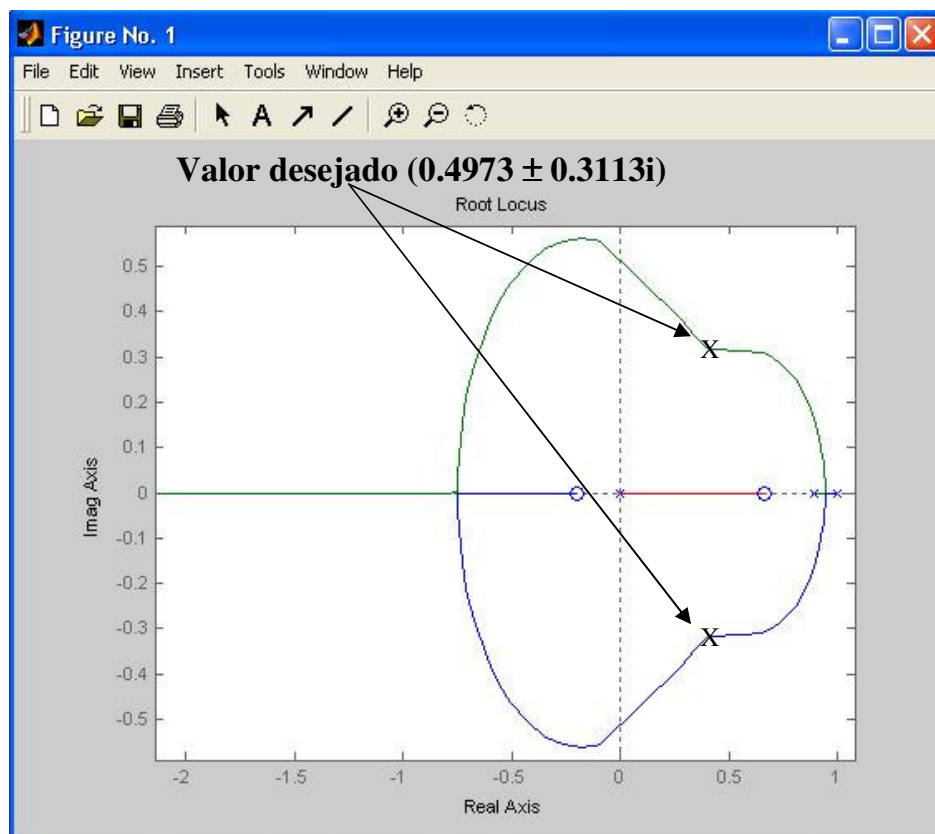 Figure No. 1
File Edit View Insert Tools Window Help
A
Valor desejado (0.4973 ± 0.3113i)
Root Locus
0.5
0.4
0.3
0.2
0.1
0
-0.1
-0.2
-0.3
-0.4
-0.5
Imag Axis
X
X
-2 -1.5 -1 -0.5 0 0.5 1
Real Axis